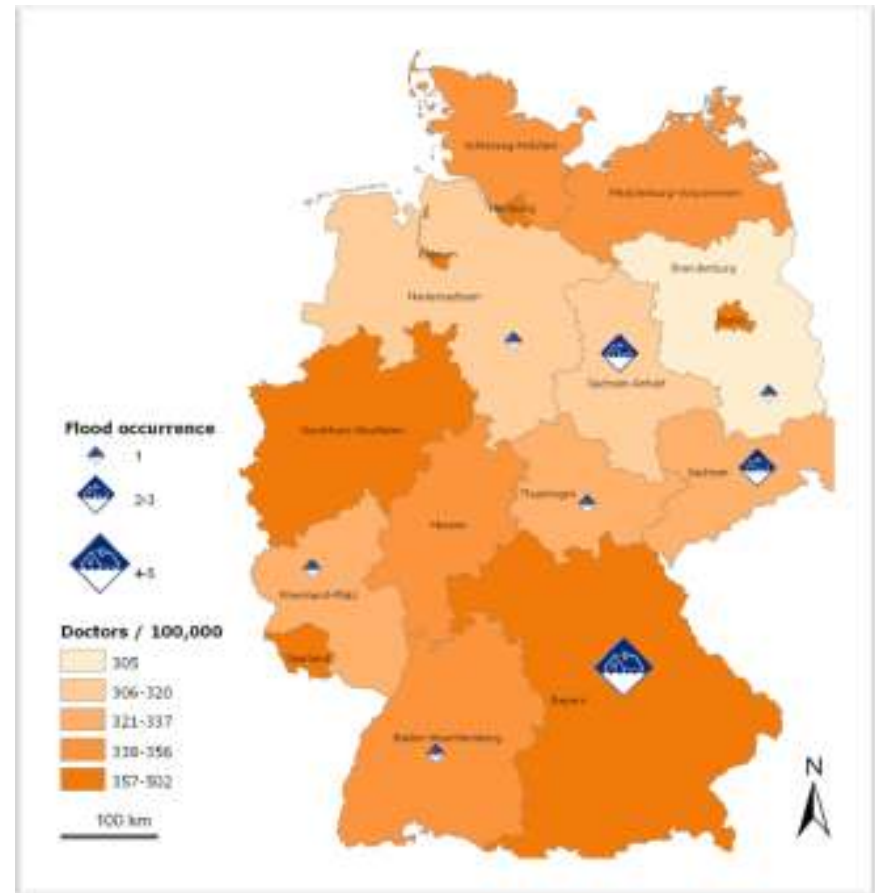 Schleswig-Holstein
Mecklenburg-Vorpommern
Hamburg
Bremen
Brandenburg
Niedersachsen
Berlin
Sachsen-Anhalt
Nordrhein-Westfalen
Sachsen
Thueringen
Hessen
Rheinland-Pfalz
Saarland
Bayern
Baden-Wuerttemberg
Flood occurrence
1
2-3
4-5
Doctors / 100,000
305
306-320
321-337
338-356
357-502
100 km
N